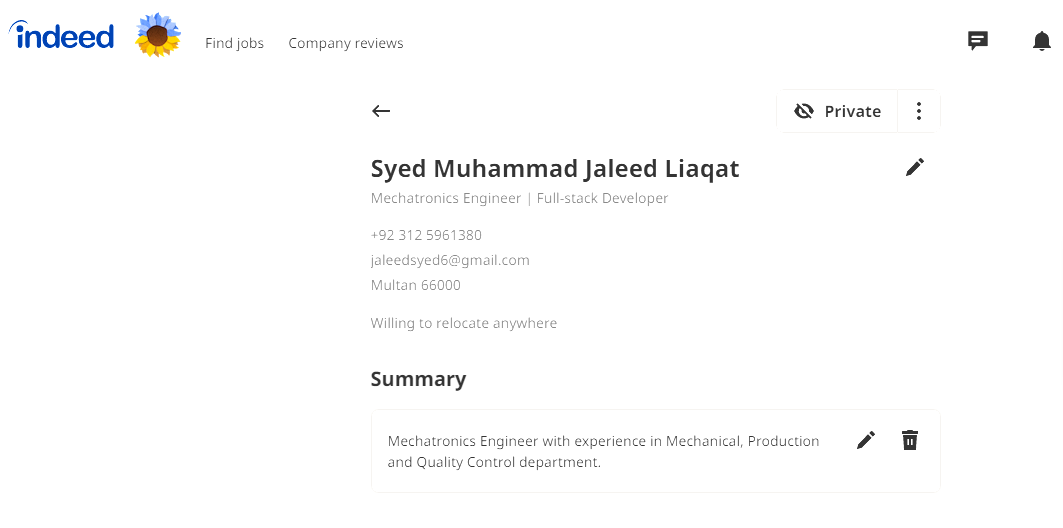 indeed
Find jobs
Company reviews
Private
Syed Muhammad Jaleed Liaqat
Mechatronics Engineer | Full-stack Developer
+92 312 5961380
jaleedsyed6@gmail.com
Multan 66000
Willing to relocate anywhere
Summary
Mechatronics Engineer with experience in Mechanical, Production
and Quality Control department.